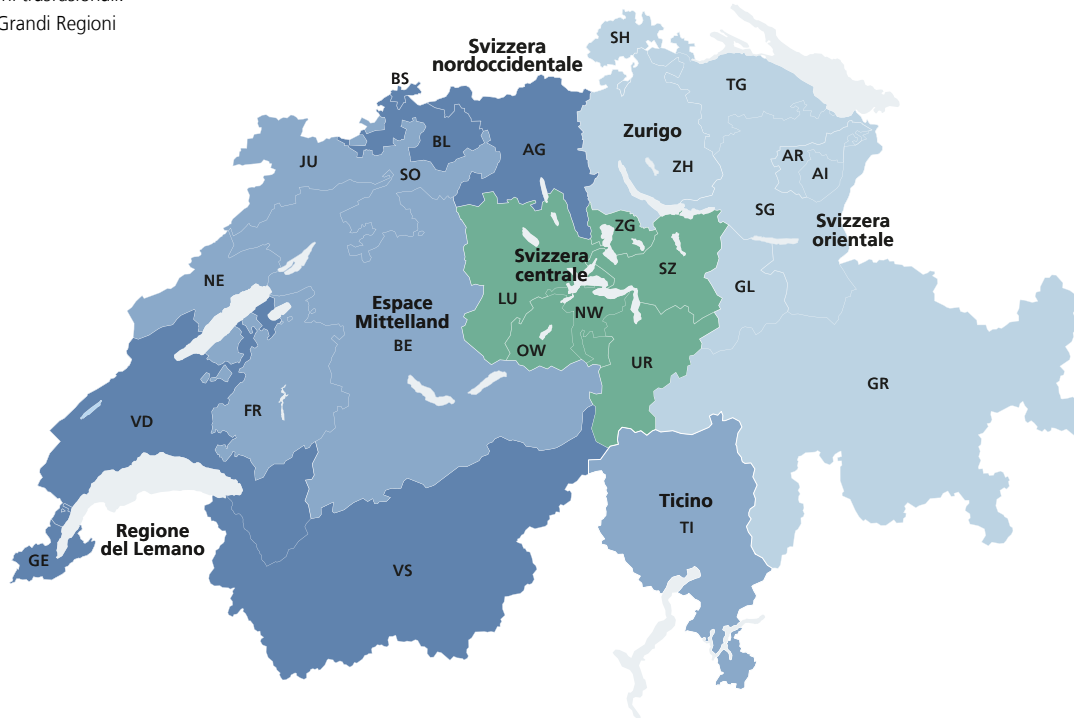 Grandi Regioni
SH
Svizzera
nordoccidentale
BS
TG
Zurigo
BL
AG
AR
JU
ZH
AI
SO
SG
Svizzera
orientale
ZG
Svizzera
centrale
SZ
NE
GL
LU
Espace
Mittelland
NW
BE
OW
UR
GR
FR
VD
Ticino
TI
Regione
del Lemano
GE
VS